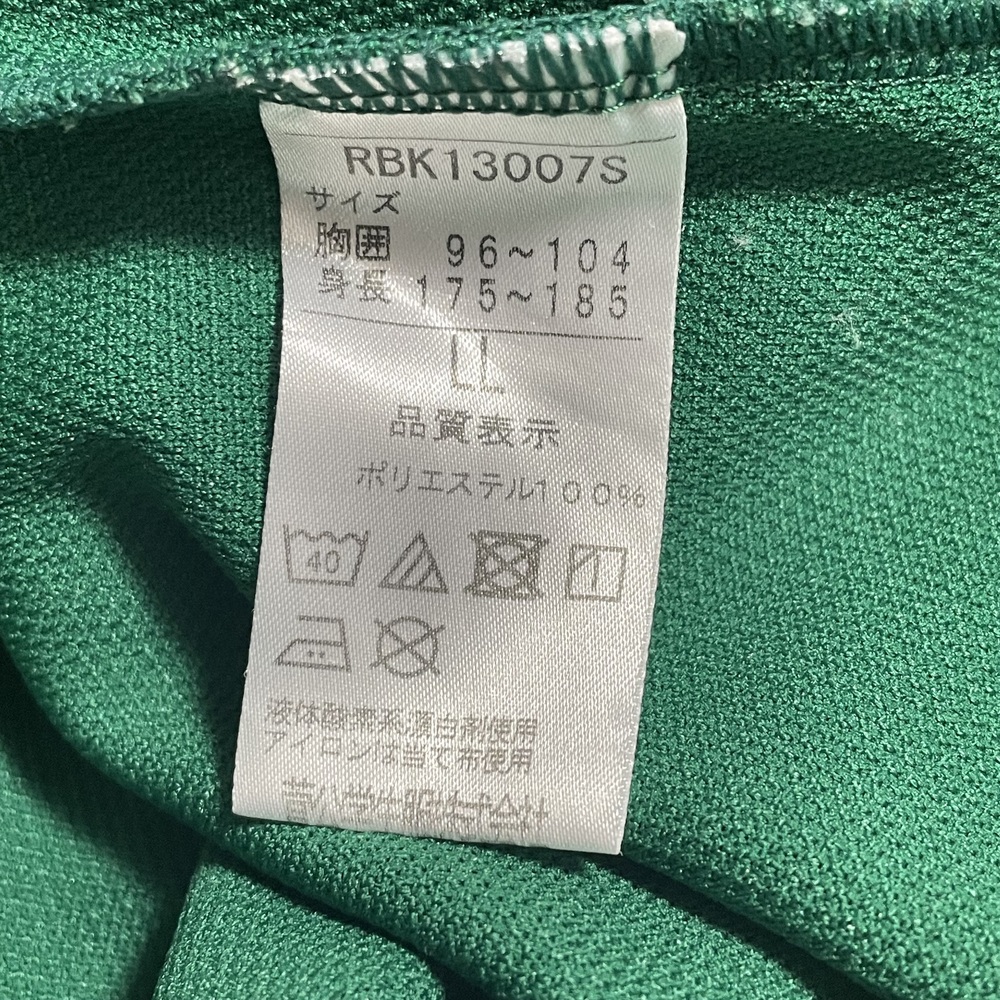 RBK13007S
サイズ
胸囲 96~104
身長 175~185
LL
品質表示
ポリエステル100%
40
液体酸素系漂白剤使用
アイロンは当て布使用